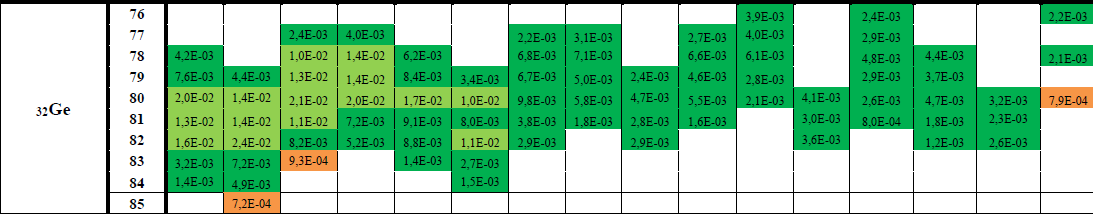 76 3,9E-03 2,4E-03 2,2E-03
77 2,4E-03 4,0E-03 2,2E-03 3,1E-03 2,7E-03 4,0E-03 2,9E-03
78 4,2E-03 1,0E-02 1,4E-02 6,2E-03 6,8E-03 7,1E-03 6,6E-03 6,1E-03 4,8E-03 4,4E-03 2,1E-03
79 7,6E-03 4,4E-03 1,3E-02 1,4E-02 8,4E-03 3,4E-03 6,7E-03 5,0E-03 2,4E-03 4,6E-03 2,8E-03 2,9E-03 3,7E-03
80 2,0E-02 1,4E-02 2,1E-02 2,0E-02 1,7E-02 1,0E-02 9,8E-03 5,8E-03 4,7E-03 5,5E-03 2,1E-03 4,1E-03 2,6E-03 4,7E-03 3,2E-03 7,9E-04
32Ge
81 1,3E-02 1,4E-02 1,1E-02 7,2E-03 9,1E-03 8,0E-03 3,8E-03 1,8E-03 2,8E-03 1,6E-03 3,0E-03 8,0E-04 1,8E-03 2,3E-03
82 1,6E-02 2,4E-02 8,2E-03 5,2E-03 8,8E-03 1,1E-02 2,9E-03 2,9E-03 3,6E-03 1,2E-03 2,6E-03
83 3,2E-03 7,2E-03 9,3E-04 1,4E-03 2,7E-03
84 1,4E-03 4,9E-03 1,5E-03
85 7,2E-04